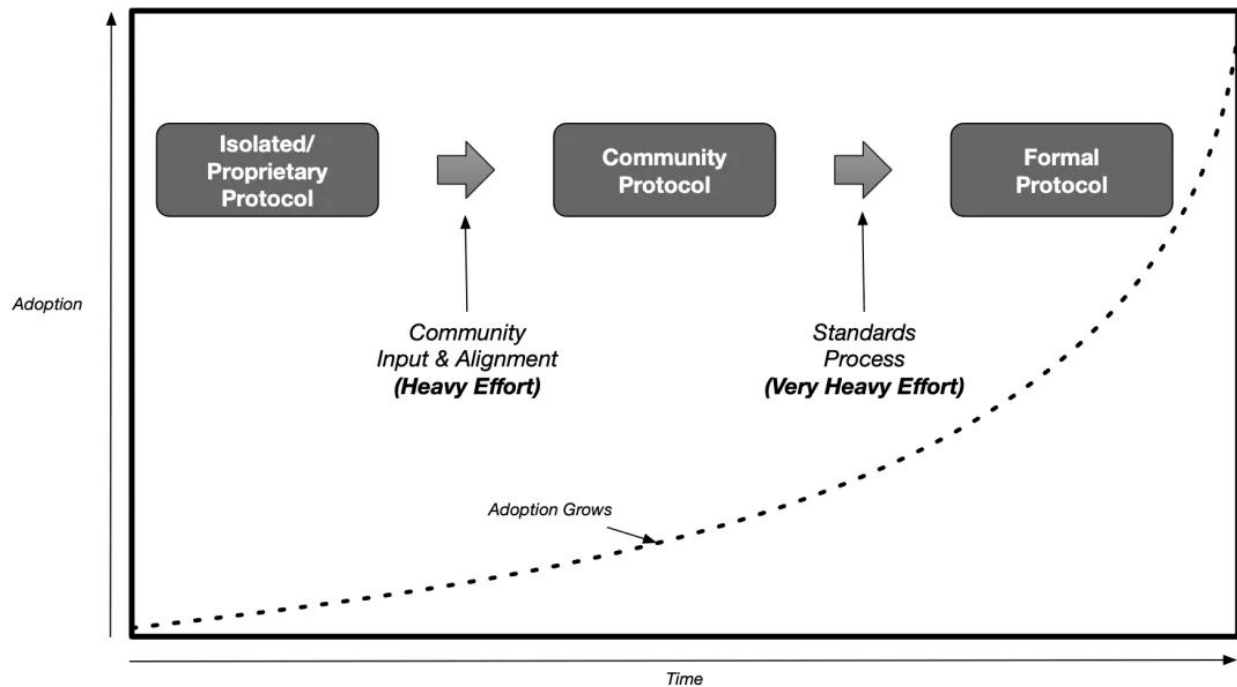 Isolated/
Proprietary
Protocol
Community
Protocol
Formal
Protocol
Adoption
Community
Input & Alignment
(Heavy Effort)
Standards
Process
(Very Heavy Effort)
Adoption Grows
Time